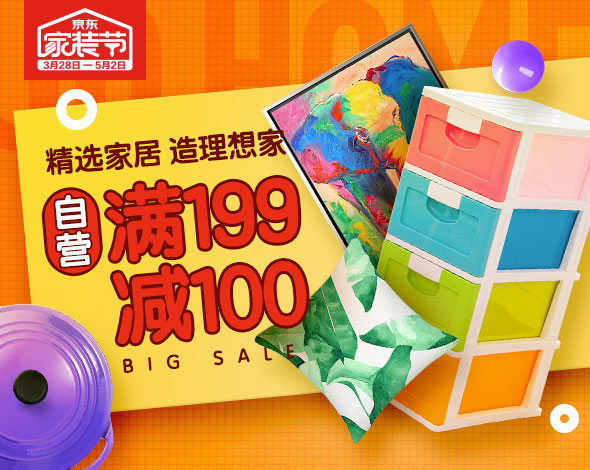 京东
家装节
3月28日—5月2日
HOME
精选家居 造理想家
自营
满199
减100
BIG SALE